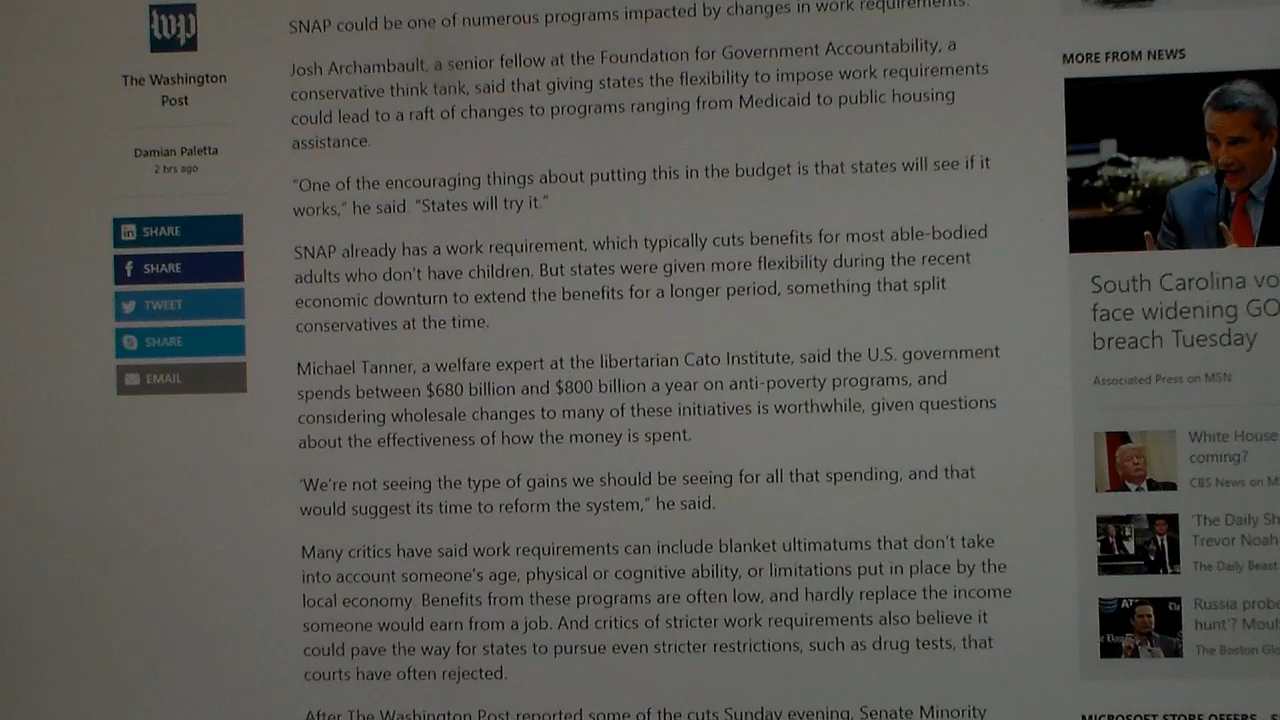 wp
The Washington
Post
Damian Paletta
2 hrs ago
in SHARE
f SHARE
TWEET
SHARE
EMAIL
SNAP could be one of numerous programs impacted by changes in work requirements.
Josh Archambault, a senior fellow at the Foundation for Government Accountability, a
conservative think tank, said that giving states the flexibility to impose work requirements
could lead to a raft of changes to programs ranging from Medicaid to public housing
assistance.
“One of the encouraging things about putting this in the budget is that states will see if it
works,” he said. “States will try it.”
SNAP already has a work requirement, which typically cuts benefits for most able-bodied
adults who don’t have children. But states were given more flexibility during the recent
economic downturn to extend the benefits for a longer period, something that split
conservatives at the time.
Michael Tanner, a welfare expert at the libertarian Cato Institute, said the U.S. government
spends between $680 billion and $800 billion a year on anti-poverty programs, and
considering wholesale changes to many of these initiatives is worthwhile, given questions
about the effectiveness of how the money is spent.
‘We’re not seeing the type of gains we should be seeing for all that spending, and that
would suggest its time to reform the system,” he said.
Many critics have said work requirements can include blanket ultimatums that don’t take
into account someone’s age, physical or cognitive ability, or limitations put in place by the
local economy. Benefits from these programs are often low, and hardly replace the income
someone would earn from a job. And critics of stricter work requirements also believe it
could pave the way for states to pursue even stricter restrictions, such as drug tests, that
courts have often rejected.
After The Washington Post reported some of the cuts Sunday evening, Senate Minority
MORE FROM NEWS
South Carolina vo
face widening GO
breach Tuesday
Associated Press on MSN
White House
coming?
CBS News on M
'The Daily Sh
Trevor Noah
The Daily Beast
Russia probe
hunt'? Moul
The Boston Glo
MICROSOFT STORE OFFERS